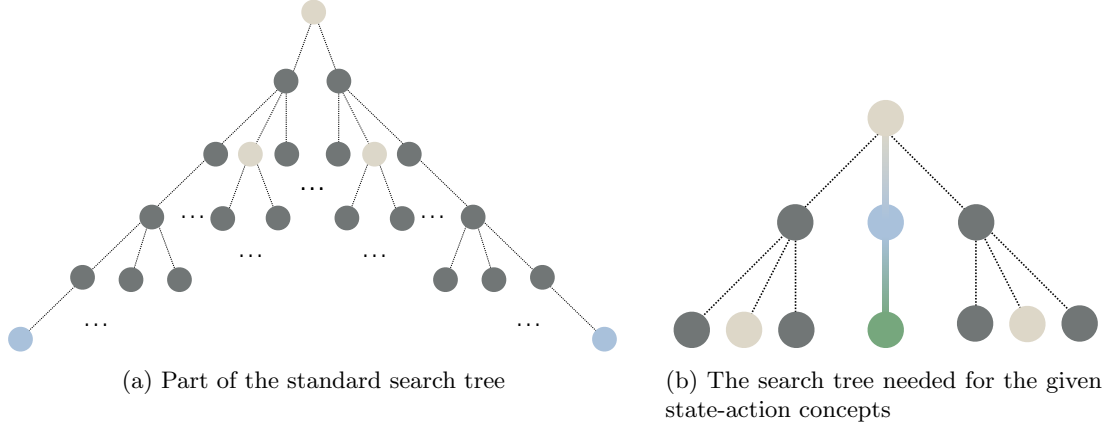 ...
... ...
... ...
... ...
(a) Part of the standard search tree
(b) The search tree needed for the given
state-action concepts